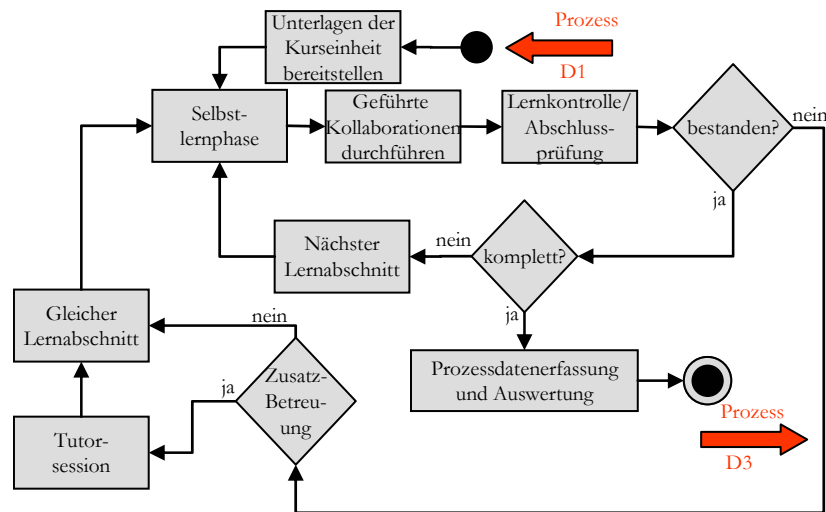 Unterlagen der
Kurseinheit
bereitstellen
Prozess
D1
Selbst-
lernphase
Geführte
Kollaborationen
durchführen
Lernkontrolle/
Abschluss-
prüfung
bestanden?
nein
ja
Nächster
Lernabschnitt
nein
komplett?
ja
Gleicher
Lernabschnitt
nein
Zusatz-
Betreu-
ung
ja
Tutor-
session
Prozessdatenerfassung
und Auswertung
Prozess
D3